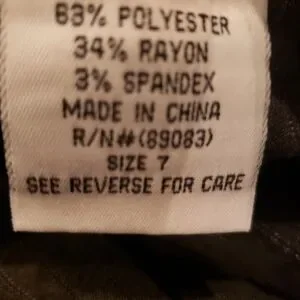 63% POLYESTER
34% RAYON
3% SPANDEX
MADE IN CHINA
R/N#(89083)
SIZE 7
SEE REVERSE FOR CARE